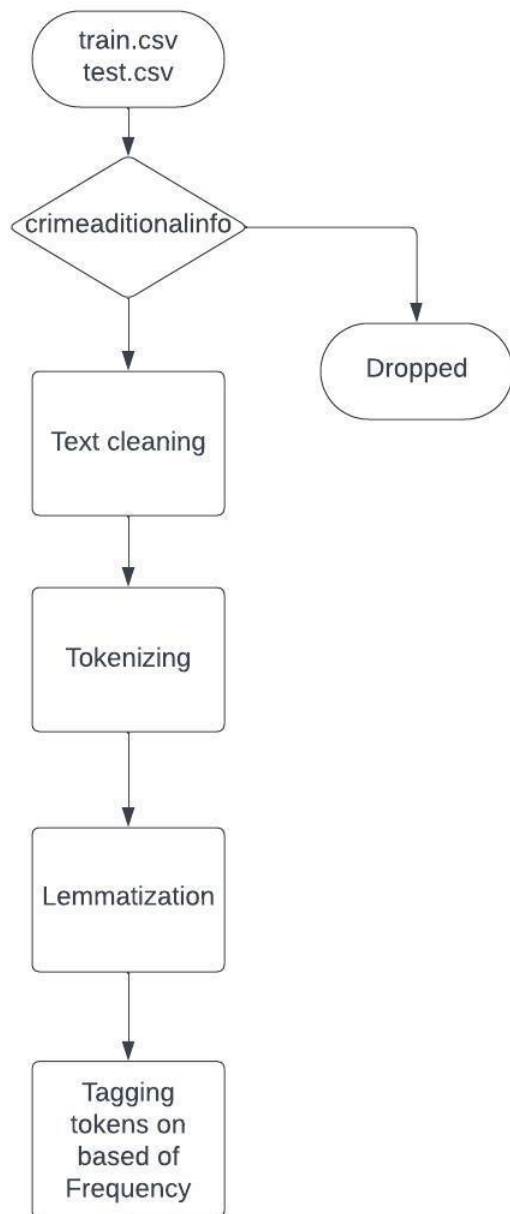 train.csv
test.csv
crimeaditionalinfo
Dropped
Text cleaning
Tokenizing
Lemmatization
Tagging
tokens on
based of
Frequency